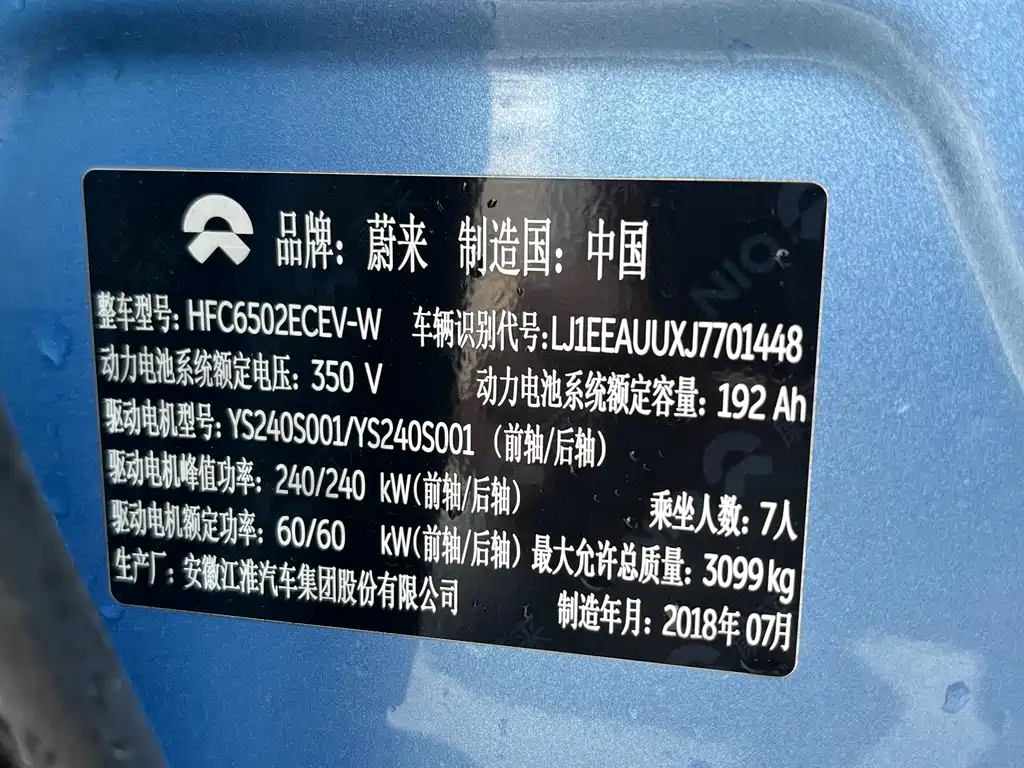 品牌：蔚来 制造国：中国
整车型号：HFC6502ECEV-W 车辆识别代号：LJ1EEAUUXJ7701448
动力电池系统额定电压：350 V 动力电池系统额定容量：192 Ah
驱动电机型号：YS240S001/YS240S001 (前轴/后轴)
驱动电机峰值功率：240/240 kW(前轴/后轴) 乘坐人数：7人
驱动电机额定功率：60/60 kW(前轴/后轴) 最大允许总质量：3099kg
生产厂：安徽江淮汽车集团股份有限公司 制造年月：2018年07月
NIO